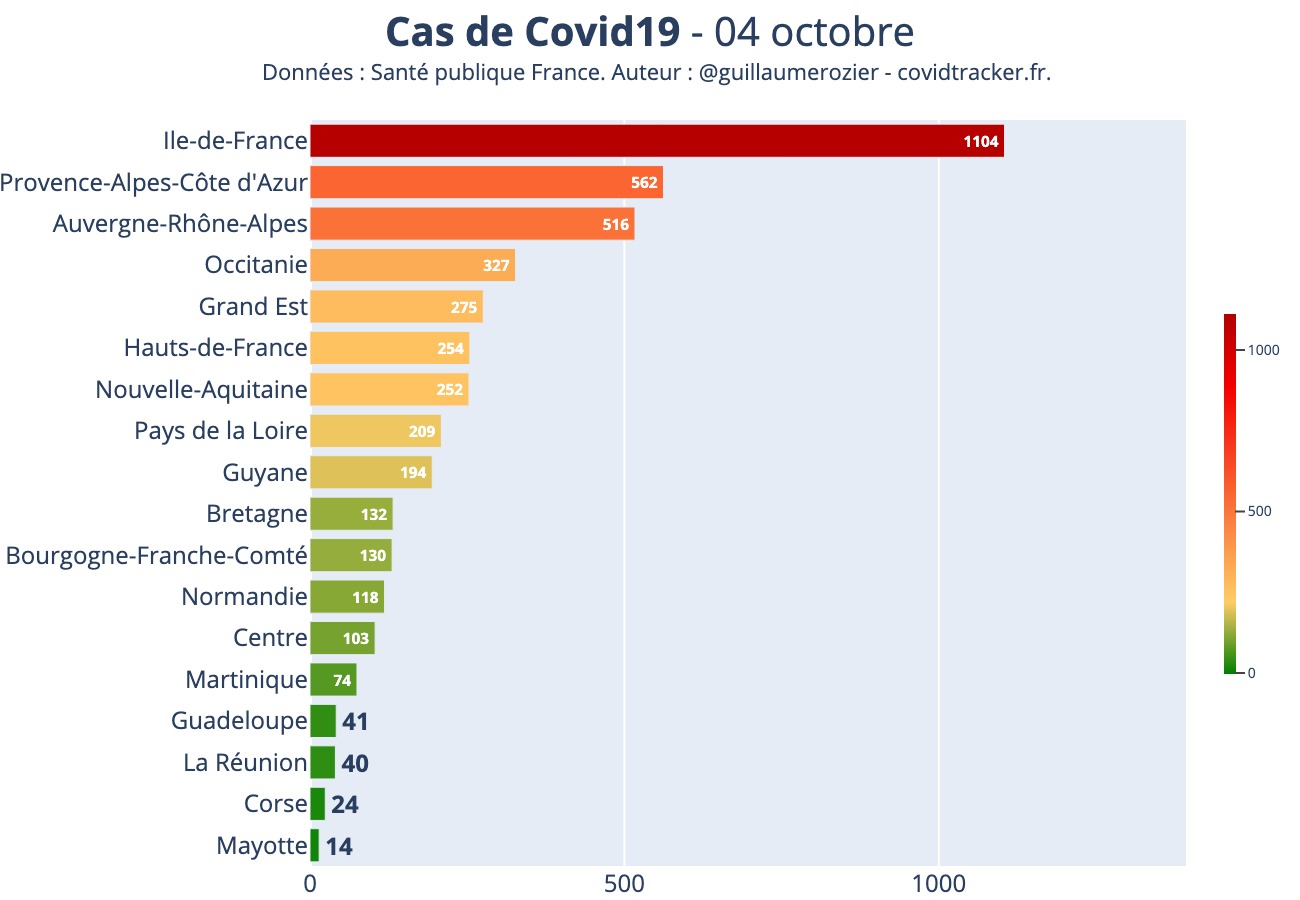 Cas de Covid19 - 04 octobre
Données : Santé publique France. Auteur : @guillaumerozier - covidtracker.fr.
Ile-de-France 1104
Provence-Alpes-Côte d'Azur 562
Auvergne-Rhône-Alpes 516
Occitanie 327
Grand Est 275
Hauts-de-France 254
Nouvelle-Aquitaine 252
Pays de la Loire 209
Guyane 194
Bretagne 132
Bourgogne-Franche-Comté 130
Normandie 118
Centre 103
Martinique 74
Guadeloupe 41
La Réunion 40
Corse 24
Mayotte 14
0 500 1000
1000
500
0